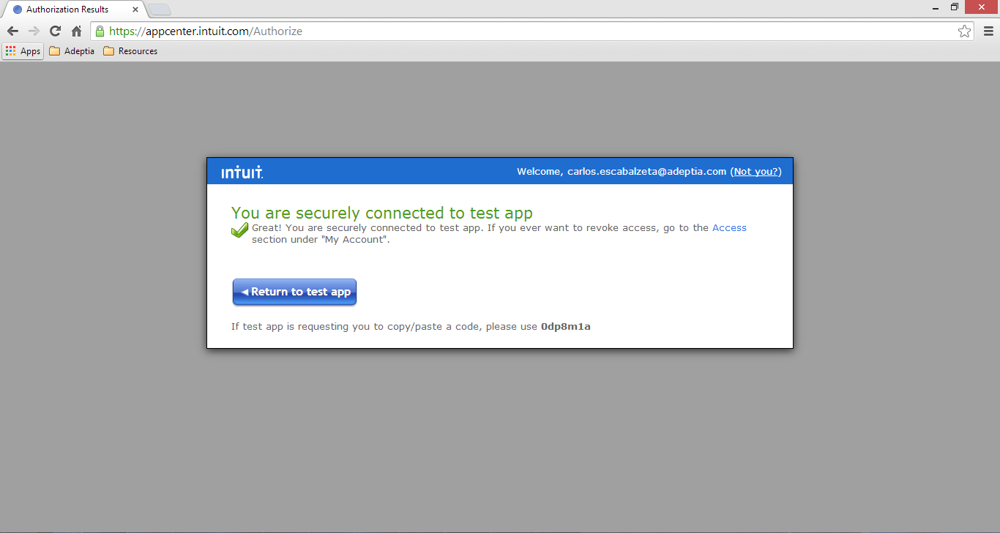 Authorization Results
https://appcenter.intuit.com/Authorize
Apps Adeptia Resources
intuit.
Welcome, carlos.escabalzeta@adeptia.com (Not you?)
You are securely connected to test app
Great! You are securely connected to test app. If you ever want to revoke access, go to the Access
section under "My Account".
Return to test app
If test app is requesting you to copy/paste a code, please use 0dp8m1a